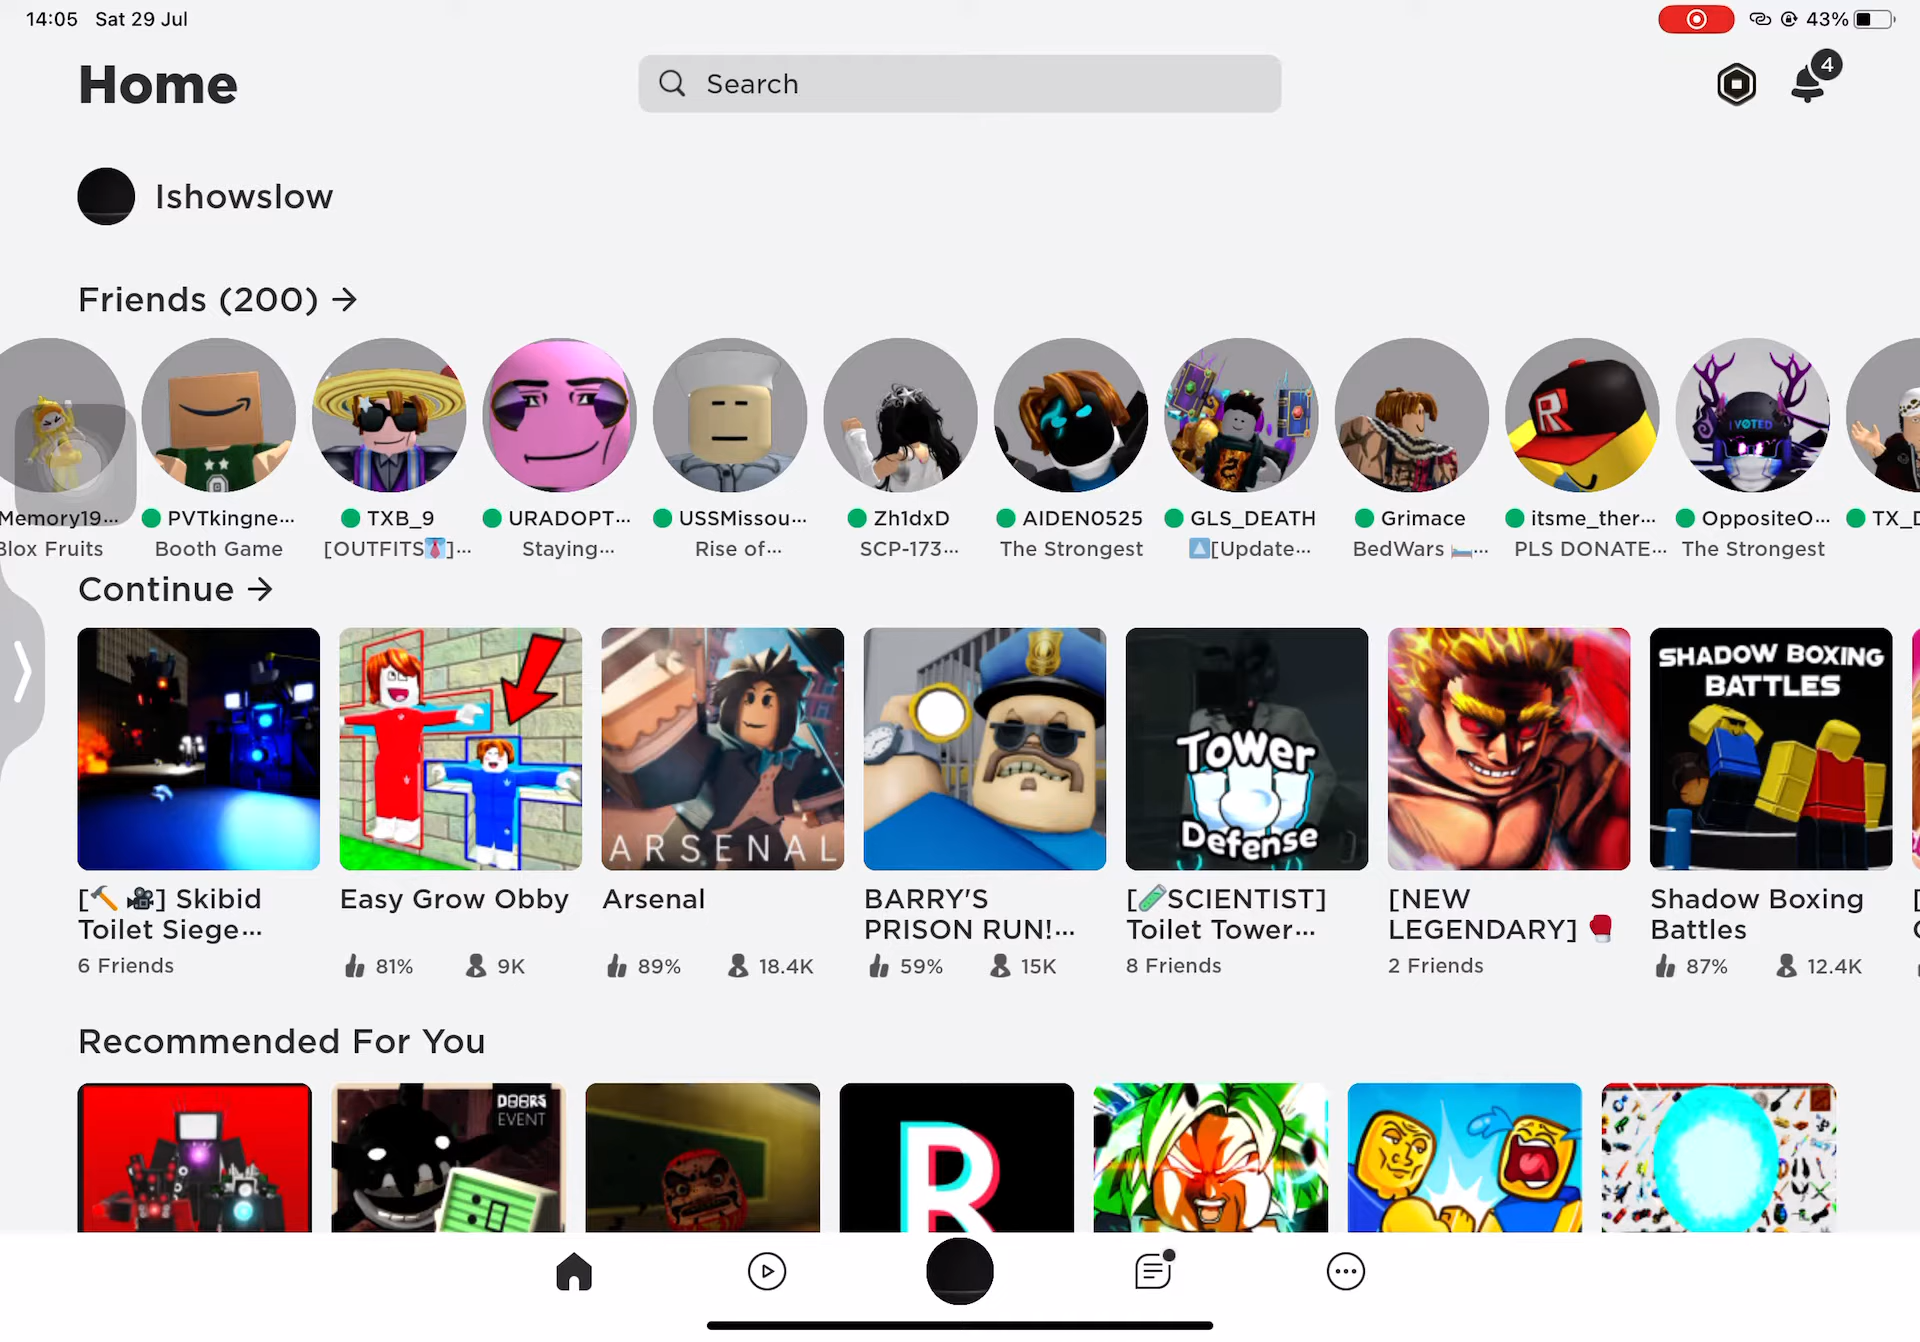 14:05 Sat 29 Jul
43%
Home
Search
4
Ishowslow
Friends (200) →
Memory19...
PVTkingne...
TXB_9
URADOPT...
USSMissou...
Zh1dxD
AIDEN0525
GLS_DEATH
Grimace
itsme_ther...
OppositeO...
TX_D
Blox Fruits
Booth Game
[OUTFITS👔]...
Staying...
Rise of...
SCP-173...
The Strongest
🔼[Update...
BedWars 🛏️...
PLS DONATE...
The Strongest
I VOTED
R
Continue →
ARSENAL
Tower
Defense
SHADOW BOXING
BATTLES
[🔨🎥] Skibid
Toilet Siege...
6 Friends
Easy Grow Obby
81% 9K
Arsenal
89% 18.4K
BARRY'S
PRISON RUN!...
59% 15K
[🧪SCIENTIST]
Toilet Tower...
8 Friends
[NEW
LEGENDARY] 🥊
2 Friends
Shadow Boxing
Battles
87% 12.4K
Recommended For You
DOORS
EVENT
R